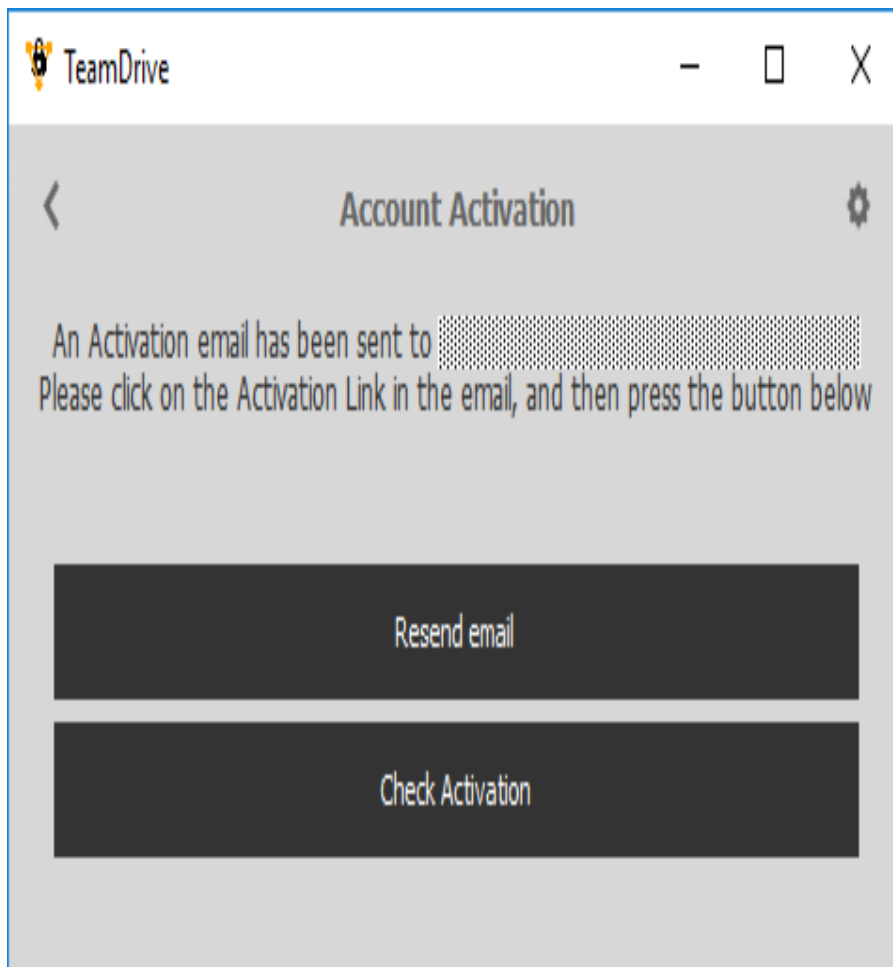 TeamDrive
Account Activation
An Activation email has been sent to
Please click on the Activation Link in the email, and then press the button below
Resend email
Check Activation